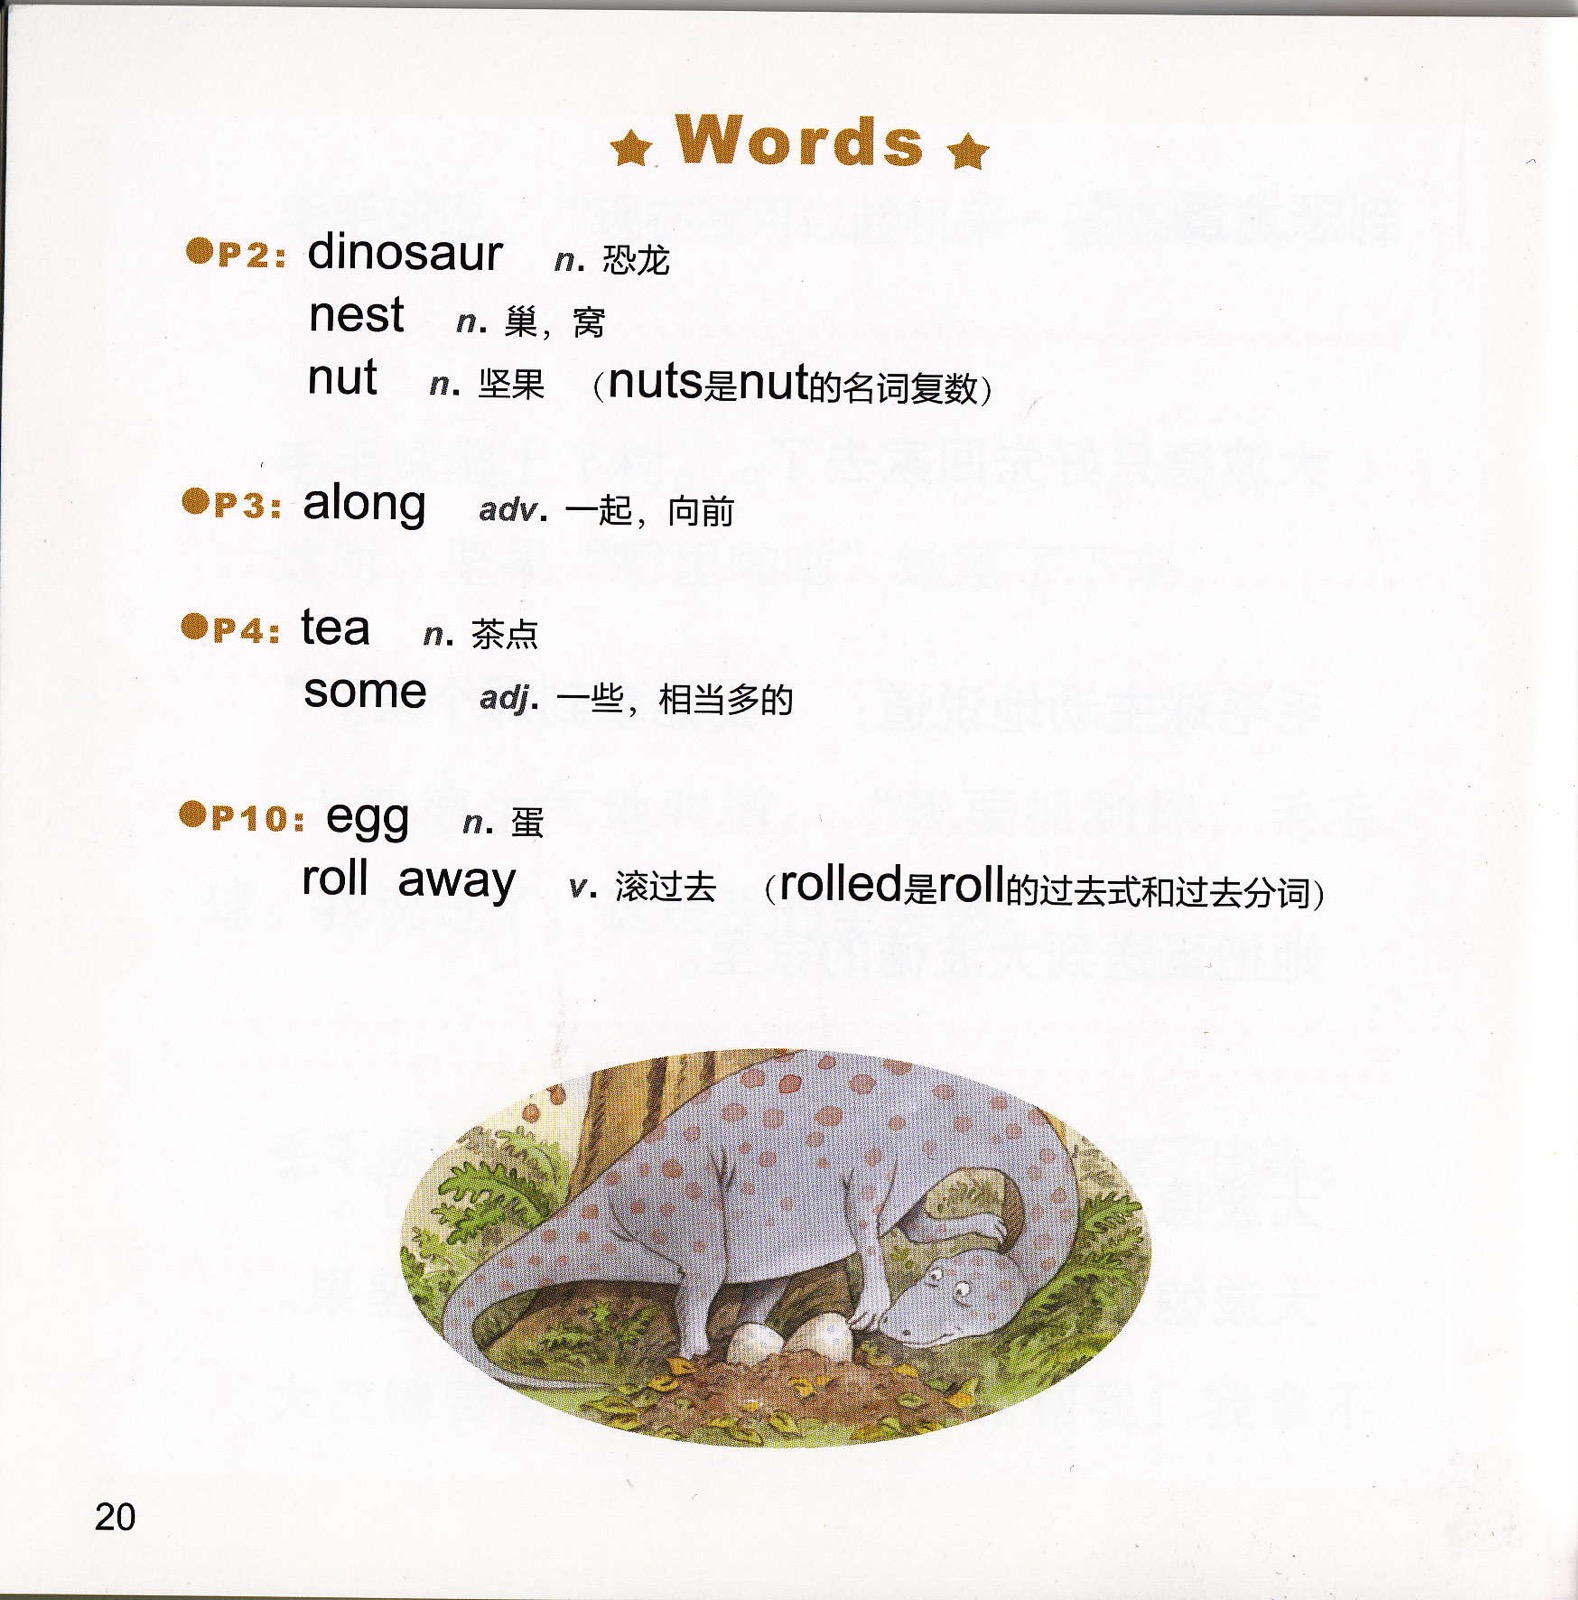 Words
P2: dinosaur n. 恐龙
nest n. 巢，窝
nut n. 坚果 （nuts是nut的名词复数）
P3: along adv. 一起，向前
P4: tea n. 茶点
some adj. 一些，相当多的
P10: egg n. 蛋
roll away v. 滚过去 （rolled是roll的过去式和过去分词）
20